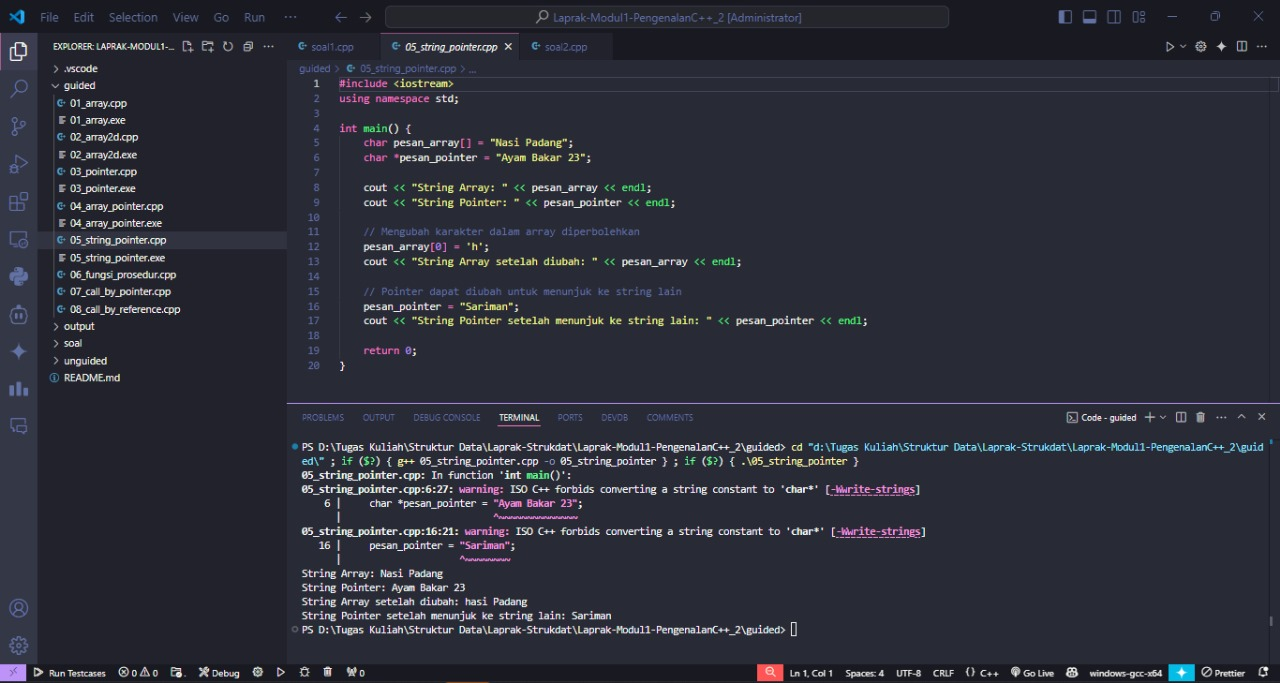 File Edit Selection View Go Run ··· ← → Laprak-Modul1-PengenalanC++_2 [Administrator]
EXPLORER: LAPRAK-MODUL1-...
soal1.cpp
05_string_pointer.cpp
soal2.cpp
.vscode
guided
01_array.cpp
01_array.exe
02_array2d.cpp
02_array2d.exe
03_pointer.cpp
03_pointer.exe
04_array_pointer.cpp
04_array_pointer.exe
05_string_pointer.cpp
05_string_pointer.exe
06_fungsi_prosedur.cpp
07_call_by_pointer.cpp
08_call_by_reference.cpp
output
soal
unguided
README.md
guided > 05_string_pointer.cpp > ...
1 #include <iostream>
2 using namespace std;
3
4 int main() {
5 char pesan_array[] = "Nasi Padang";
6 char *pesan_pointer = "Ayam Bakar 23";
7
8 cout << "String Array: " << pesan_array << endl;
9 cout << "String Pointer: " << pesan_pointer << endl;
10
11 // Mengubah karakter dalam array diperbolehkan
12 pesan_array[0] = 'h';
13 cout << "String Array setelah diubah: " << pesan_array << endl;
14
15 // Pointer dapat diubah untuk menunjuk ke string lain
16 pesan_pointer = "Sariman";
17 cout << "String Pointer setelah menunjuk ke string lain: " << pesan_pointer << endl;
18
19 return 0;
20 }
PROBLEMS OUTPUT DEBUG CONSOLE TERMINAL PORTS DEVDB COMMENTS Code - guided
PS D:\Tugas Kuliah\Struktur Data\Laprak-Strukdat\Laprak-Modul1-PengenalanC++_2\guided> cd "d:\Tugas Kuliah\Struktur Data\Laprak-Strukdat\Laprak-Modul1-PengenalanC++_2\guid
ed\" ; if ($?) { g++ 05_string_pointer.cpp -o 05_string_pointer } ; if ($?) { .\05_string_pointer }
05_string_pointer.cpp: In function 'int main()':
05_string_pointer.cpp:6:27: warning: ISO C++ forbids converting a string constant to 'char*' [-Wwrite-strings]
6 | char *pesan_pointer = "Ayam Bakar 23";
| ^~~~~~~~~~~~~~~
05_string_pointer.cpp:16:21: warning: ISO C++ forbids converting a string constant to 'char*' [-Wwrite-strings]
16 | pesan_pointer = "Sariman";
| ^~~~~~~~~
String Array: Nasi Padang
String Pointer: Ayam Bakar 23
String Array setelah diubah: hasi Padang
String Pointer setelah menunjuk ke string lain: Sariman
PS D:\Tugas Kuliah\Struktur Data\Laprak-Strukdat\Laprak-Modul1-PengenalanC++_2\guided>
Run Testcases 0 0 Debug 0 Ln 1, Col 1 Spaces: 4 UTF-8 CRLF {} C++ Go Live windows-gcc-x64 Prettier